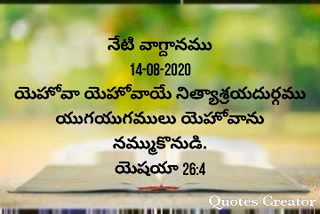 నేటి వాగ్దానము
14-08-2020
యెహోవా యెహోవాయే నిత్యాశ్రయదుర్గము
యుగయుగములు యెహోవాను
నమ్ముకొనుడి.
యెషయా 26:4
Quotes Creator